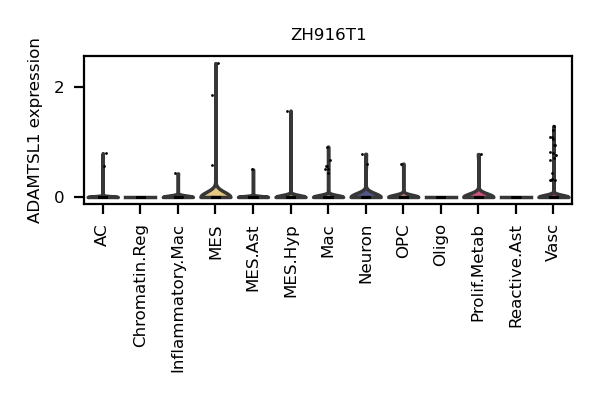 ZH916T1
ADAMTSL1 expression
2
0
AC
Chromatin.Reg
Inflammatory.Mac
MES
MES.Ast
MES.Hyp
Mac
Neuron
OPC
Oligo
Prolif.Metab
Reactive.Ast
Vasc